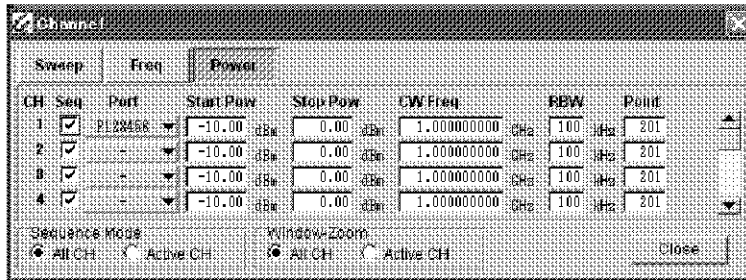 Channel
Sweep Freq Power
CH Seq Port Start Pow Stop Pow CW Freq RBW Point
1 P123456 -10.00 dBm 0.00 dBm 1.000000000 GHz 100 kHz 201
2 - -10.00 dBm 0.00 dBm 1.000000000 GHz 100 kHz 201
3 - -10.00 dBm 0.00 dBm 1.000000000 GHz 100 kHz 201
4 - -10.00 dBm 0.00 dBm 1.000000000 GHz 100 kHz 201
Sequence Mode Window-Zoom
All CH Active CH All CH Active CH Close